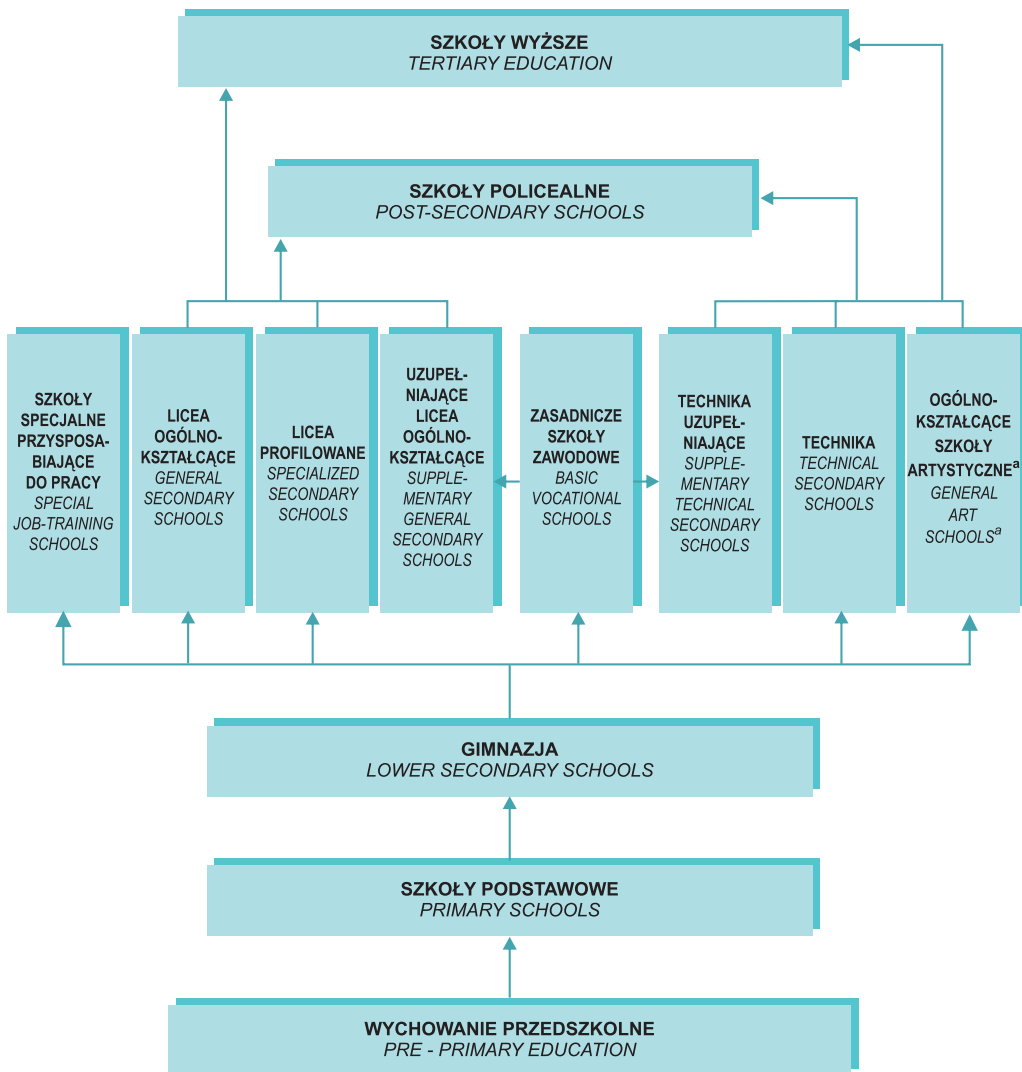 SZKOŁY WYŻSZE
TERTIARY EDUCATION
SZKOŁY POLICEALNE
POST-SECONDARY SCHOOLS
SZKOŁY
SPECJALNE
PRZYSPOSA-
BIAJĄCE
DO PRACY
SPECIAL
JOB-TRAINING
SCHOOLS
LICEA
OGÓLNO-
KSZTAŁCĄCE
GENERAL
SECONDARY
SCHOOLS
LICEA
PROFILOWANE
SPECIALIZED
SECONDARY
SCHOOLS
UZUPEŁ-
NIAJĄCE
LICEA
OGÓLNO-
KSZTAŁCĄCE
SUPPLE-
MENTARY
GENERAL
SECONDARY
SCHOOLS
ZASADNICZE
SZKOŁY
ZAWODOWE
BASIC
VOCATIONAL
SCHOOLS
TECHNIKA
UZUPEŁ-
NIAJĄCE
SUPPLE-
MENTARY
TECHNICAL
SECONDARY
SCHOOLS
TECHNIKA
TECHNICAL
SECONDARY
SCHOOLS
OGÓLNO-
KSZTAŁCĄCE
SZKOŁY
ARTYSTYCZNEa
GENERAL
ART
SCHOOLSa
GIMNAZJA
LOWER SECONDARY SCHOOLS
SZKOŁY PODSTAWOWE
PRIMARY SCHOOLS
WYCHOWANIE PRZEDSZKOLNE
PRE - PRIMARY EDUCATION